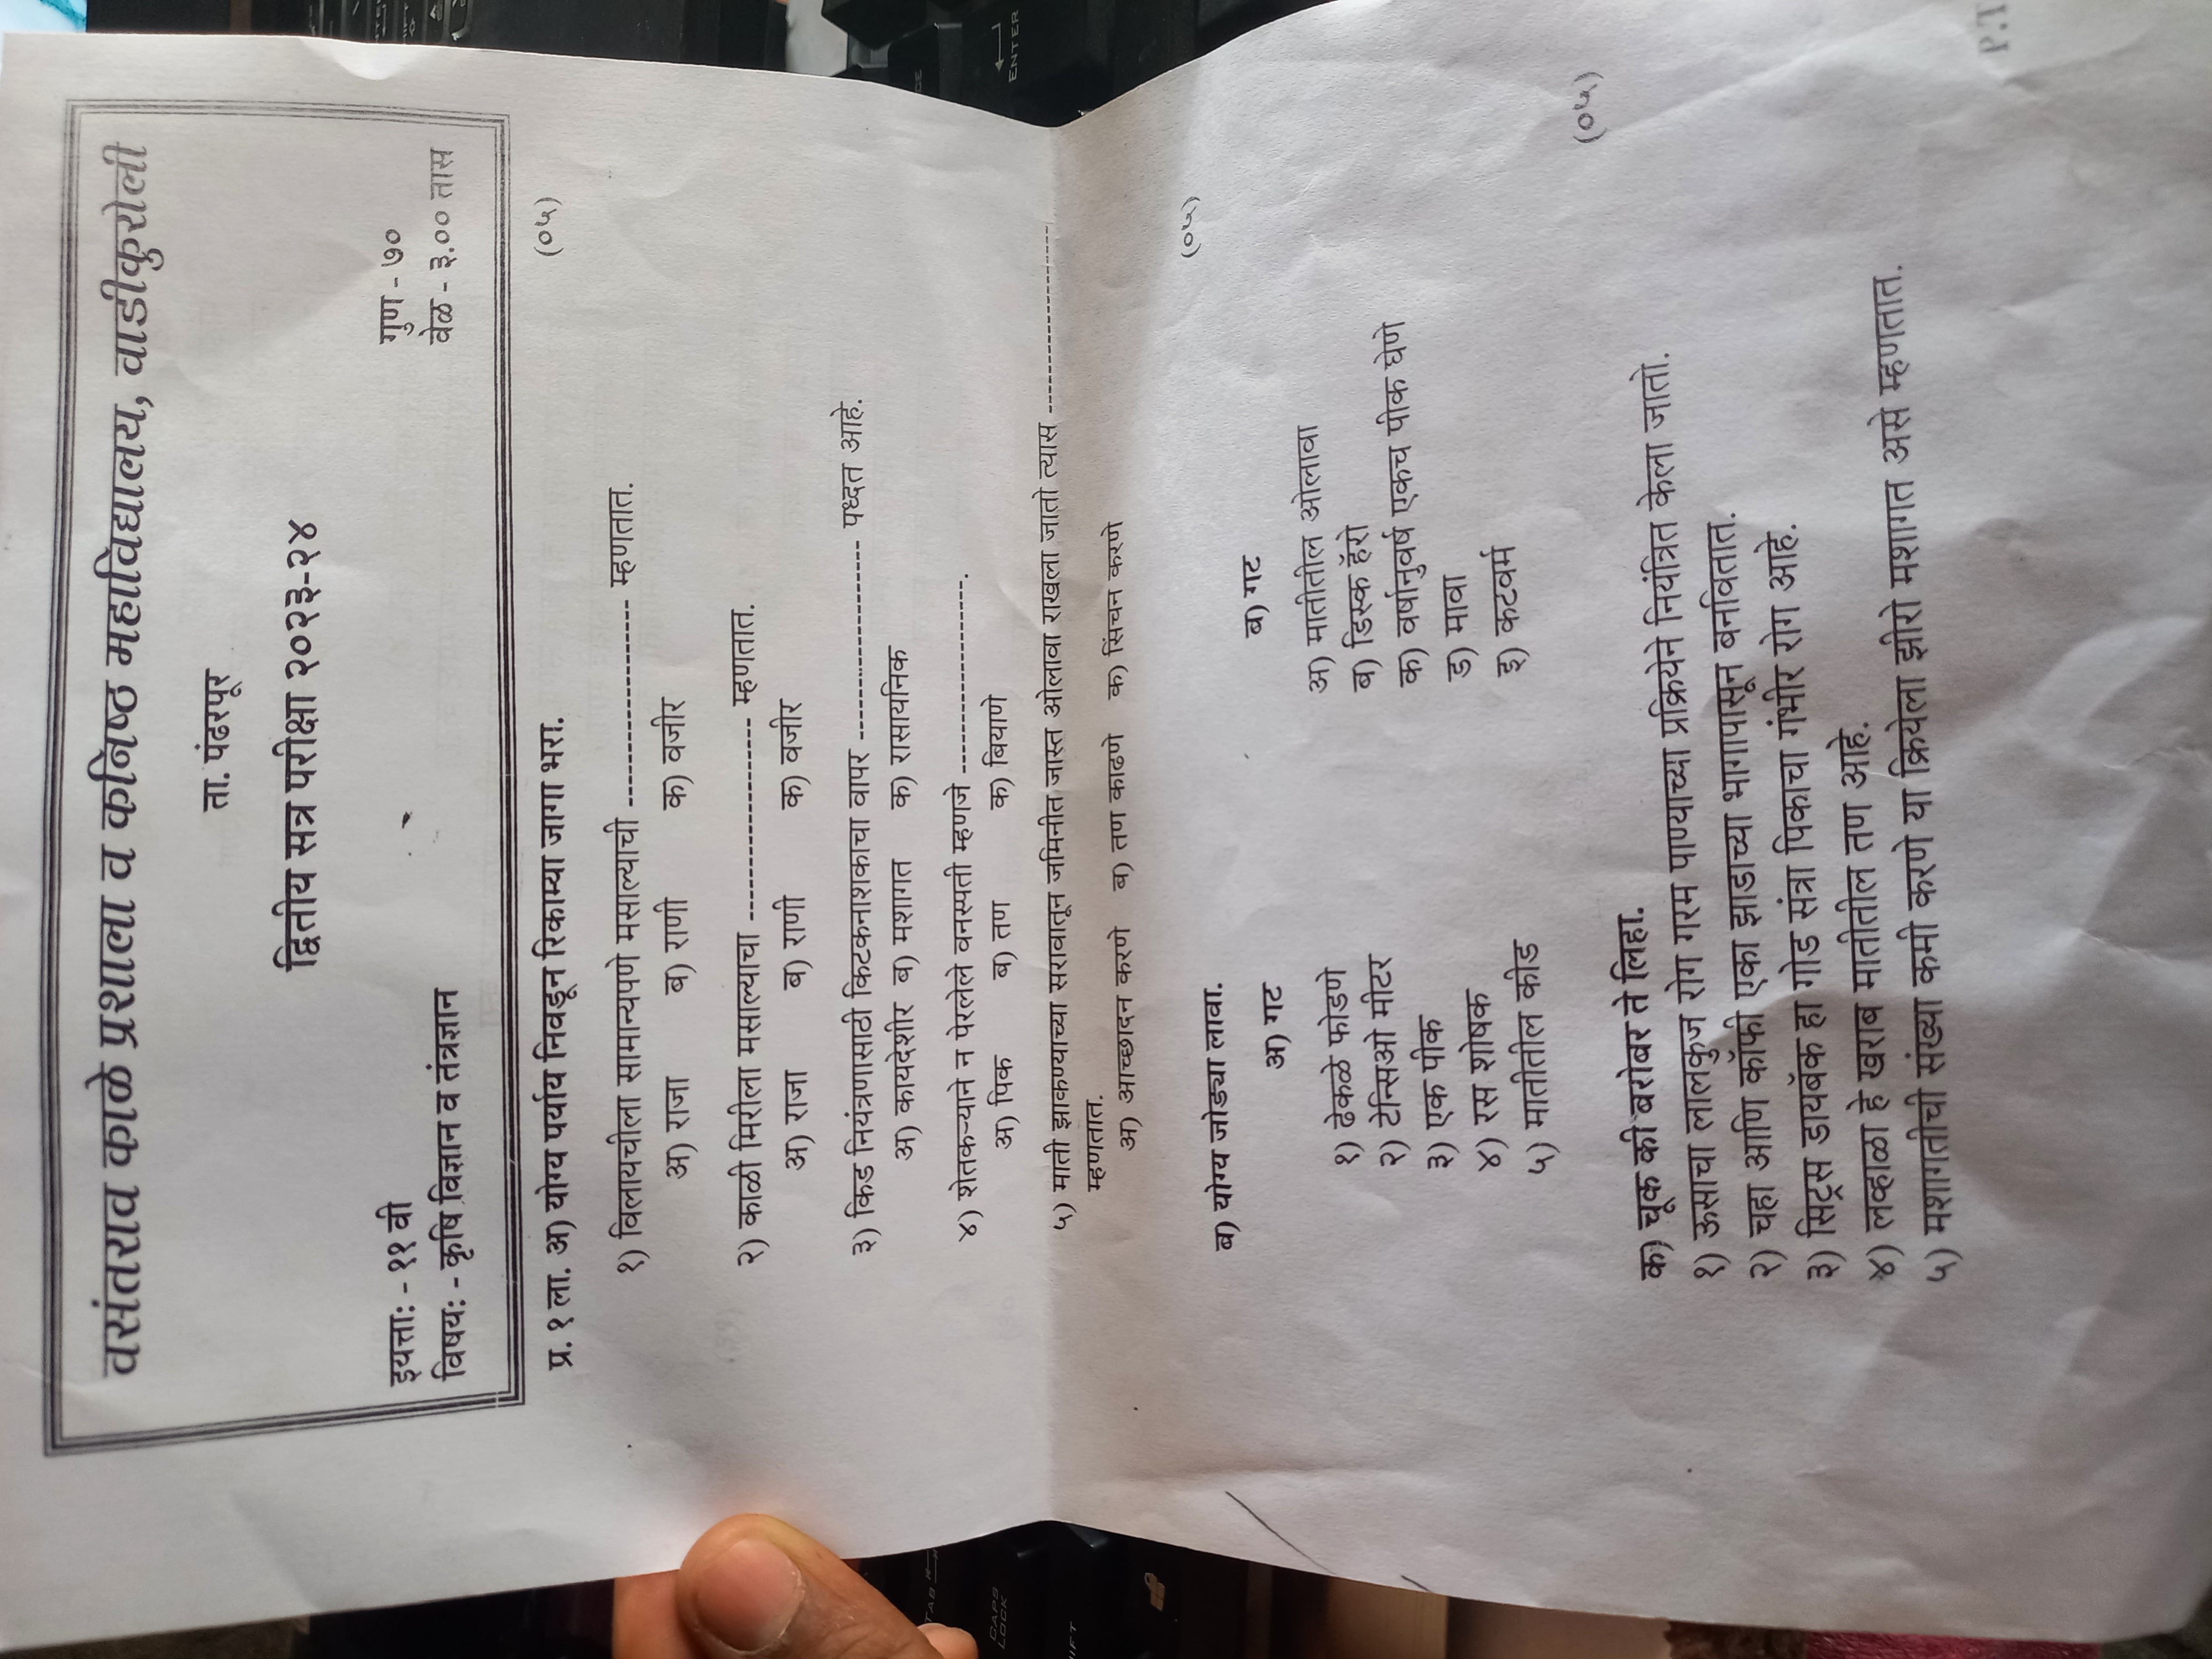 वसंतराव काळे प्रशाला व कनिष्ठ महाविद्यालय, वाडीकुरोली
ता. पंढरपूर
द्वितीय सत्र परीक्षा २०२३-२४
इयत्ताः - ११ वी
गुण - ७०
विषयः - कृषि विज्ञान व तंत्रज्ञान
वेळ - ३.०० तास
प्र. १ ला. अ) योग्य पर्याय निवडून रिकाम्या जागा भरा. (०५)
१) विलायचीला सामान्यपणे मसाल्याची ------------------- म्हणतात.
अ) राजा ब) राणी क) वजीर
२) काळी मिरीला मसाल्याचा ------------------- म्हणतात.
अ) राजा ब) राणी क) वजीर
३) किड नियंत्रणासाठी किटकनाशकाचा वापर ------------------- पध्दत आहे.
अ) कायदेशीर ब) मशागत क) रासायनिक
४) शेतकऱ्याने न पेरलेले वनस्पती म्हणजे -------------------.
अ) पिक ब) तण क) बियाणे
५) माती झाकण्याच्या सरावातून जमिनीत जास्त ओलावा राखला जातो त्यास -------------------
म्हणतात.
अ) आच्छादन करणे ब) तण काढणे क) सिंचन करणे
ब) योग्य जोड्या लावा. (०५)
अ) गट ब) गट
१) ढेकळे फोडणे अ) मातीतील ओलावा
२) टेन्सिओ मीटर ब) डिस्क हॅरो
३) एक पीक क) वर्षानुवर्ष एकच पीक घेणे
४) रस शोषक ड) मावा
५) मातीतील कीड इ) कटवर्म
क) चूक की बरोबर ते लिहा. (०५)
१) ऊसाचा लालकुज रोग गरम पाण्याच्या प्रक्रियेने नियंत्रित केला जातो.
२) चहा आणि कॉफी एका झाडाच्या भागापासून बनवितात.
३) सिट्रस डायबॅक हा गोड संत्रा पिकाचा गंभीर रोग आहे.
४) लव्हाळा हे खराब मातीतील तण आहे.
५) मशागतीची संख्या कमी करणे या क्रियेला झीरो मशागत असे म्हणतात.
TAB
CAPS LOCK
ENTER